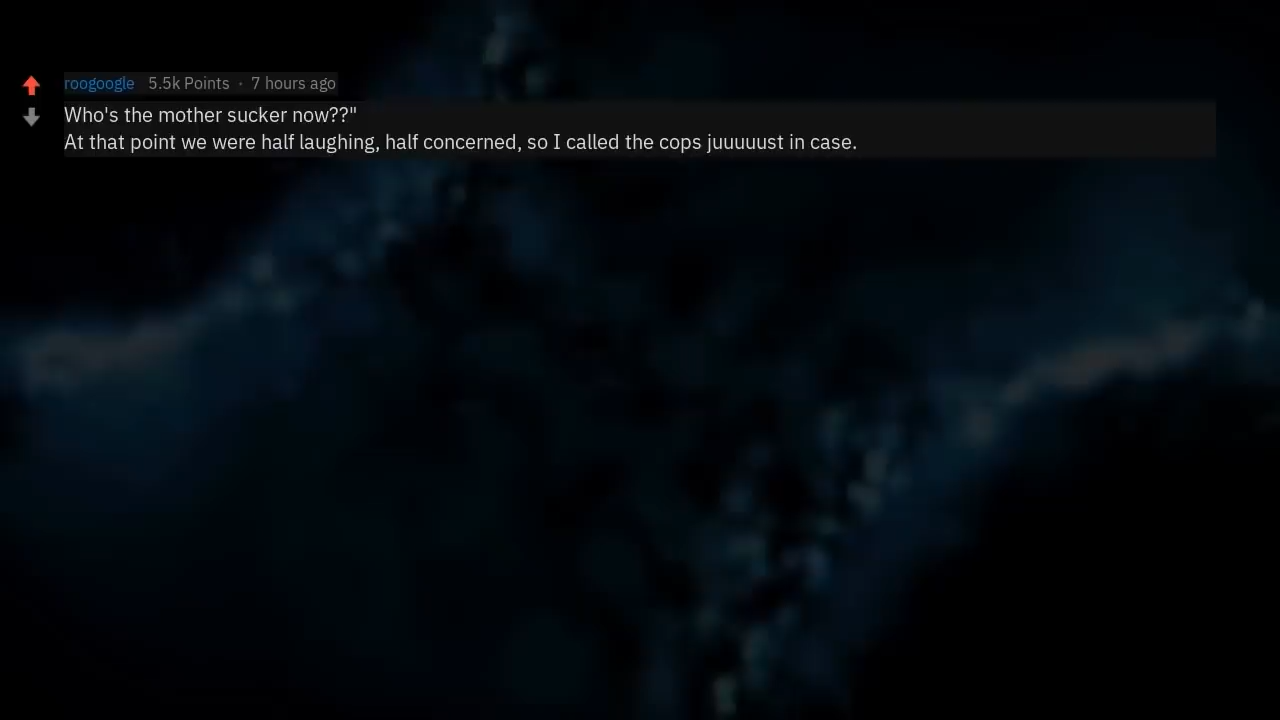 roogoogle 5.5k Points · 7 hours ago
Who's the mother sucker now??"
At that point we were half laughing, half concerned, so I called the cops juuuuust in case.